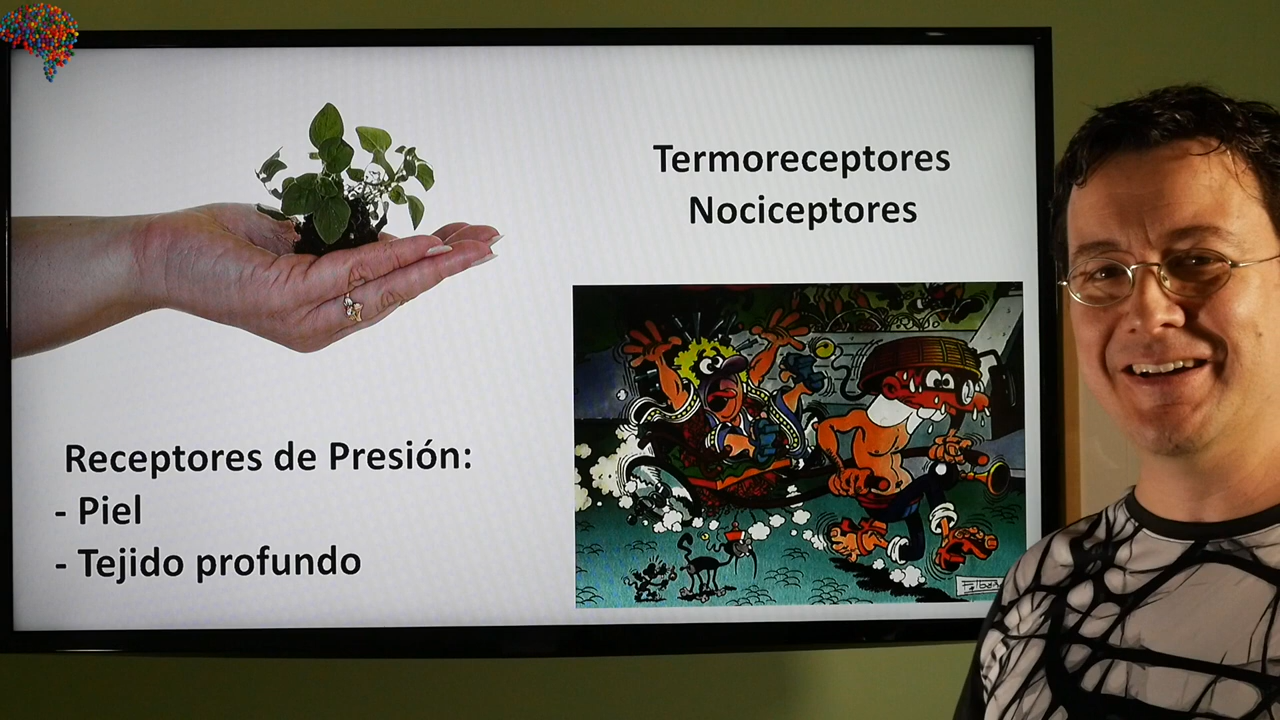 Termoreceptores
Nociceptores
Receptores de Presión:
- Piel
- Tejido profundo